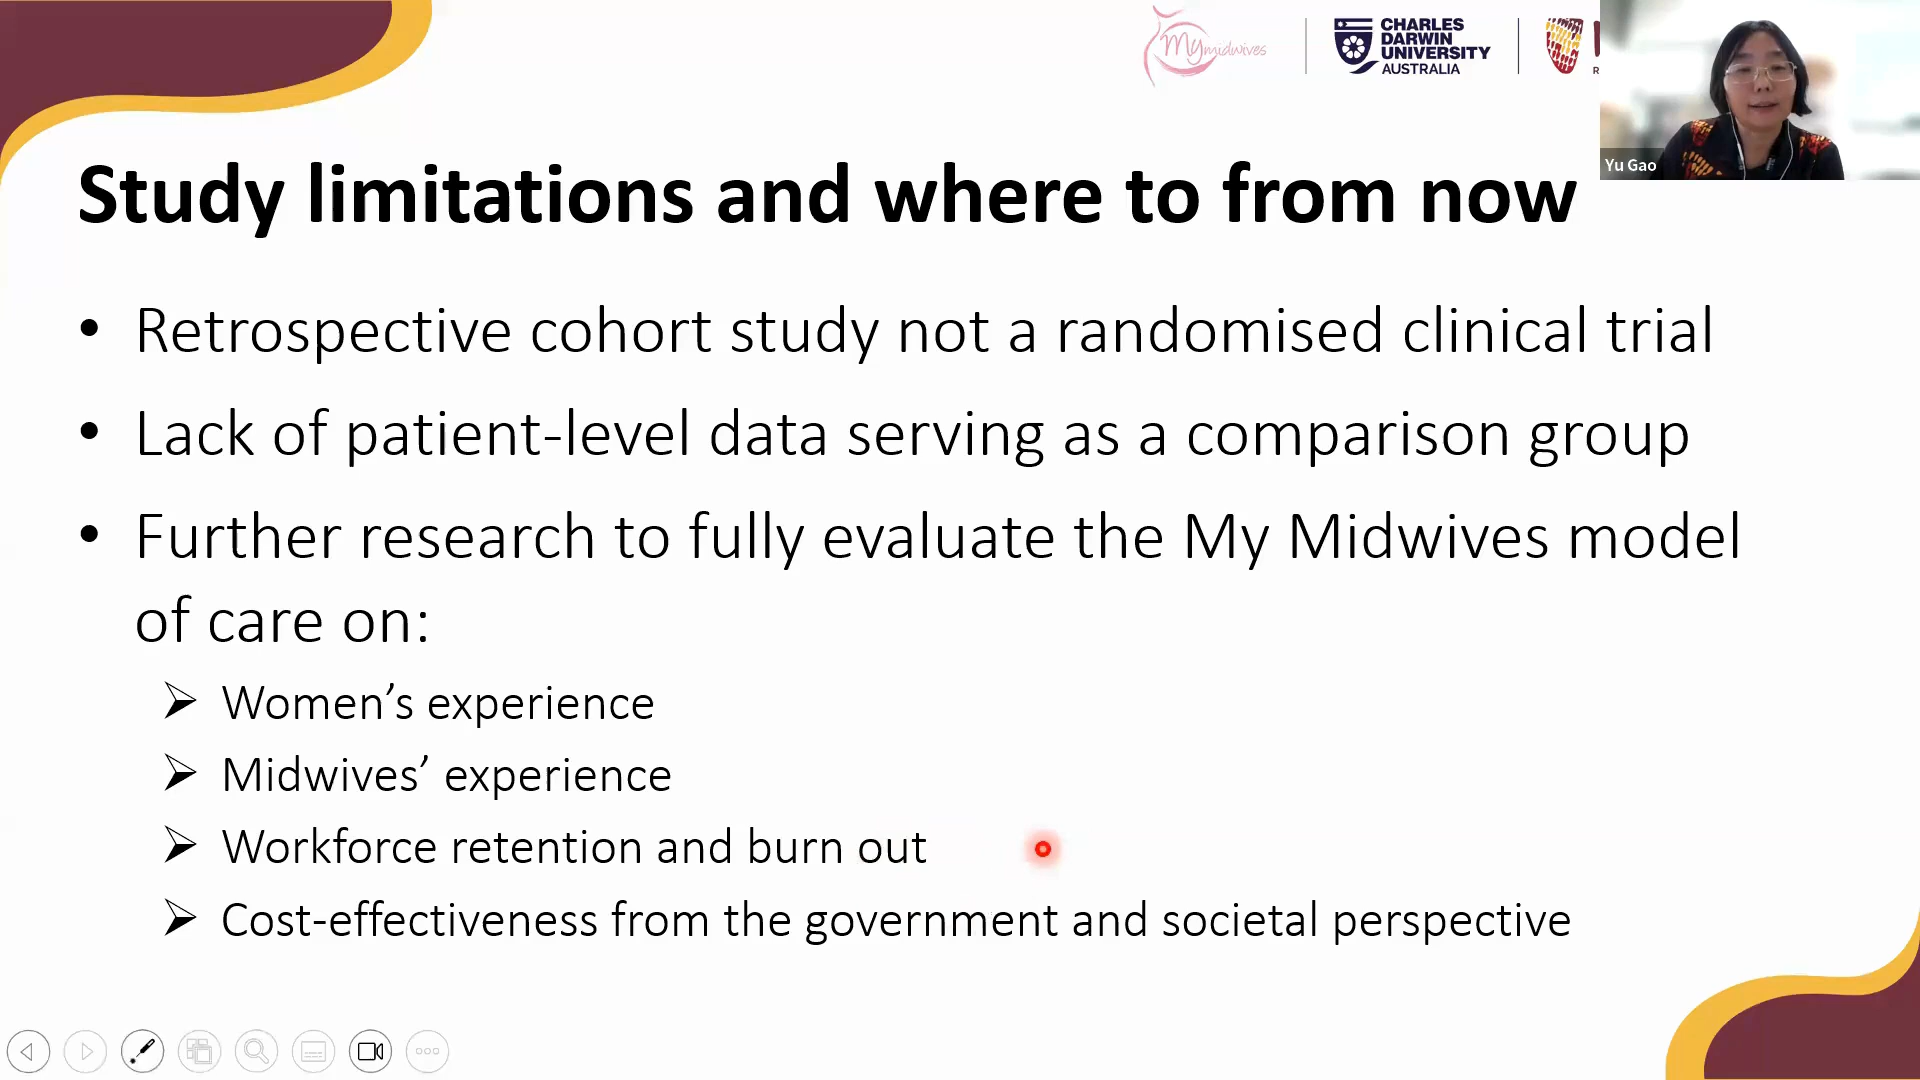 My midwives
CHARLES
DARWIN
UNIVERSITY
AUSTRALIA
Yu Gao
Study limitations and where to from now
• Retrospective cohort study not a randomised clinical trial
• Lack of patient-level data serving as a comparison group
• Further research to fully evaluate the My Midwives model
of care on:
➢ Women’s experience
➢ Midwives’ experience
➢ Workforce retention and burn out
➢ Cost-effectiveness from the government and societal perspective